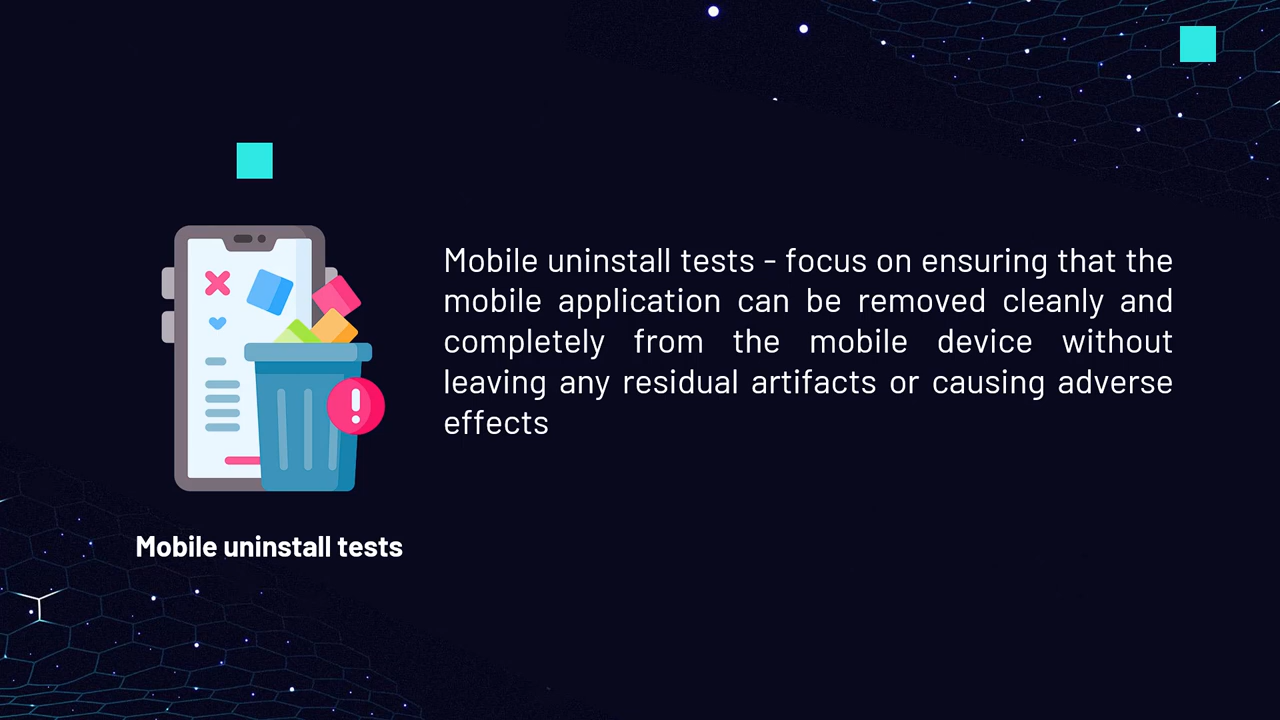 Mobile uninstall tests - focus on ensuring that the
mobile application can be removed cleanly and
completely from the mobile device without
leaving any residual artifacts or causing adverse
effects
Mobile uninstall tests